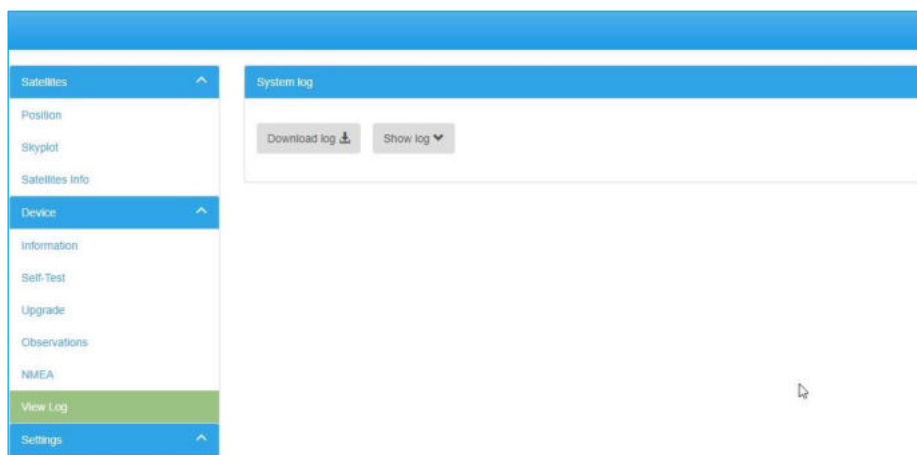 Satellites
Position
Skyplot
Satellites Info
Device
Information
Self-Test
Upgrade
Observations
NMEA
View Log
Settings
System log
Download log
Show log